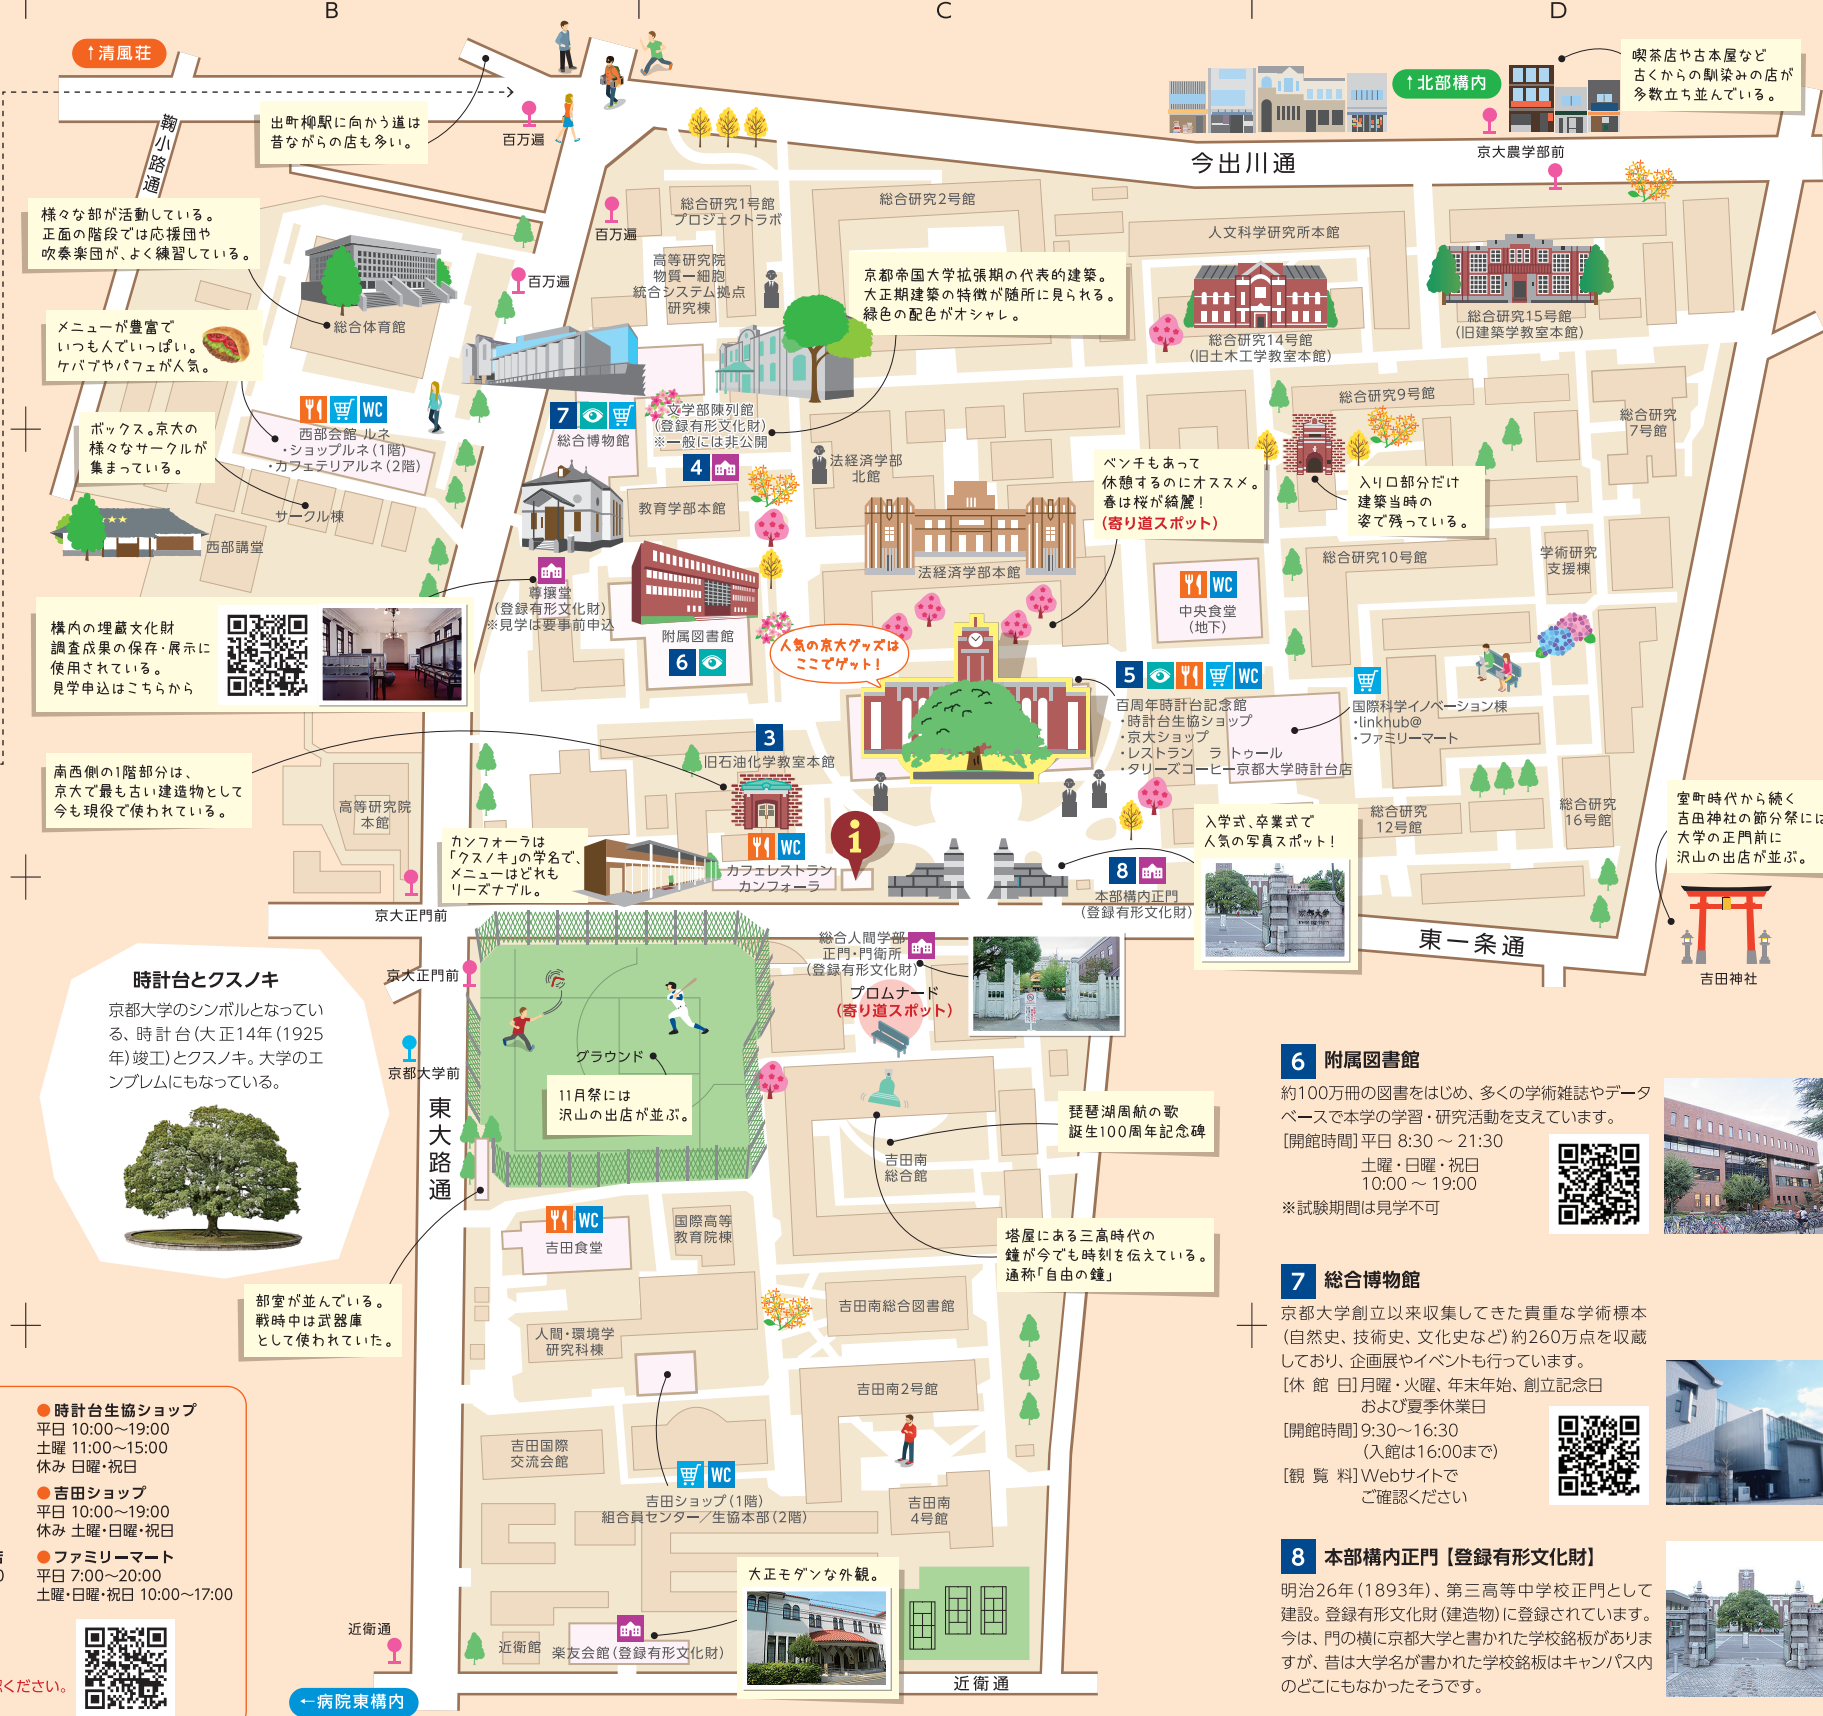 B
C
D
↑清風荘
↑北部構内
喫茶店や古本屋など
古くからの馴染みの店が
多数立ち並んでいる。
出町柳駅に向かう道は
昔ながらの店も多い。
百万遍
鞠小路通
今出川通
京大農学部前
様々な部が活動している。
正面の階段では応援団や
吹奏楽団が、よく練習している。
百万遍
百万遍
総合体育館
総合研究1号館
プロジェクトラボ
総合研究2号館
人文科学研究所本館
高等研究院
物質ー細胞
統合システム拠点
研究棟
京都帝国大学拡張期の代表的建築。
大正期建築の特徴が随所に見られる。
緑色の配色がオシャレ。
総合研究14号館
(旧土木工学教室本館)
総合研究15号館
(旧建築学教室本館)
メニューが豊富で
いつも人でいっぱい。
ケバブやパフェが人気。
WC
西部会館 ルネ
・ショップルネ(1階)
・カフェテリアルネ(2階)
ボックス。京大の
様々なサークルが
集まっている。
サークル棟
西部講堂
7
総合博物館
文学部陳列館
(登録有形文化財)
※一般には非公開
4
教育学部本館
法経済学部
北館
総合研究9号館
総合研究
7号館
ベンチもあって
休憩するのにオススメ。
春は桜が綺麗!
(寄り道スポット)
入り口部分だけ
建築当時の
姿で残っている。
法経済学部本館
総合研究10号館
学術研究
支援棟
WC
中央食堂
(地下)
尊攘堂
(登録有形文化財)
※見学は要事前申込
構内の埋蔵文化財
調査成果の保存・展示に
使用されている。
見学申込はこちらから
附属図書館
6
人気の京大グッズは
ここでゲット!
5
WC
百周年時計台記念館
・時計台生協ショップ
・京大ショップ
・レストラン ラ トゥール
・タリーズコーヒー京都大学時計台店
国際科学イノベーション棟
・linkhub@
・ファミリーマート
3
旧石油化学教室本館
南西側の1階部分は、
京大で最も古い建造物として
今も現役で使われている。
高等研究院
本館
カンフォーラは
「クスノキ」の学名で、
メニューはどれも
リーズナブル。
WC
カフェレストラン
カンフォーラ
i
入学式、卒業式で
人気の写真スポット!
総合研究
12号館
総合研究
16号館
室町時代から続く
吉田神社の節分祭には
大学の正門前に
沢山の出店が並ぶ。
8
本部構内正門
(登録有形文化財)
京大正門前
東一条通
吉田神社
総合人間学部
正門・門衛所
(登録有形文化財)
プロムナード
(寄り道スポット)
時計台とクスノキ
京都大学のシンボルとなってい
る、時計台(大正14年(1925
年)竣工)とクスノキ。大学のエ
ンブレムにもなっている。
京大正門前
京都大学前
東大路通
グラウンド
11月祭には
沢山の出店が並ぶ。
琵琶湖周航の歌
誕生100周年記念碑
吉田南
総合館
塔屋にある三高時代の
鐘が今でも時刻を伝えている。
通称「自由の鐘」
WC
吉田食堂
国際高等
教育院棟
部室が並んでいる。
戦時中は武器庫
として使われていた。
吉田南総合図書館
人間・環境学
研究科棟
吉田南2号館
吉田国際
交流会館
WC
吉田ショップ(1階)
組合員センター/生協本部(2階)
吉田南
4号館
大正モダンな外観。
近衛館
楽友会館(登録有形文化財)
近衛通
近衛通
←病院東構内
●時計台生協ショップ
平日 10:00〜19:00
土曜 11:00〜15:00
休み 日曜・祝日
●吉田ショップ
平日 10:00〜19:00
休み 土曜・日曜・祝日
●ファミリーマート
平日 7:00〜20:00
土曜・日曜・祝日 10:00〜17:00
ください。
6 附属図書館
約100万冊の図書をはじめ、多くの学術雑誌やデータ
ベースで本学の学習・研究活動を支えています。
[開館時間]平日 8:30 〜 21:30
土曜・日曜・祝日
10:00 〜 19:00
※試験期間は見学不可
7 総合博物館
京都大学創立以来収集してきた貴重な学術標本
(自然史、技術史、文化史など)約260万点を収蔵
しており、企画展やイベントも行っています。
[休館日]月曜・火曜、年末年始、創立記念日
および夏季休業日
[開館時間]9:30〜16:30
(入館は16:00まで)
[観覧料]Webサイトで
ご確認ください
8 本部構内正門【登録有形文化財】
明治26年(1893年)、第三高等中学校正門として
建設。登録有形文化財(建造物)に登録されています。
今は、門の横に京都大学と書かれた学校銘板がありま
すが、昔は大学名が書かれた学校銘板はキャンパス内
のどこにもなかったそうです。